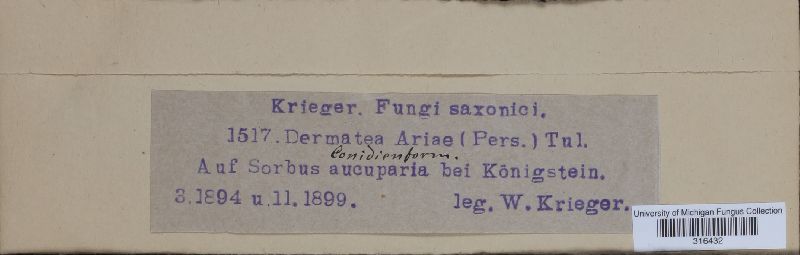 Krieger. Fungi saxonici.
1517. Dermatea Ariae (Pers.) Tul.
Conidienform.
Auf Sorbus aucuparia bei Königstein.
3.1894 u.11.1899. leg. W. Krieger.
University of Michigan Fungus Collection
316432